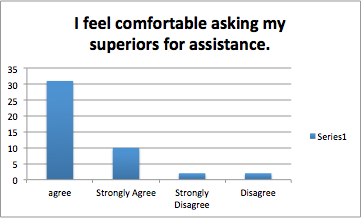 I feel comfortable asking my
superiors for assistance.
35
30
25
20
15
10
5
0
agree
Strongly Agree
Strongly
Disagree
Disagree
Series1